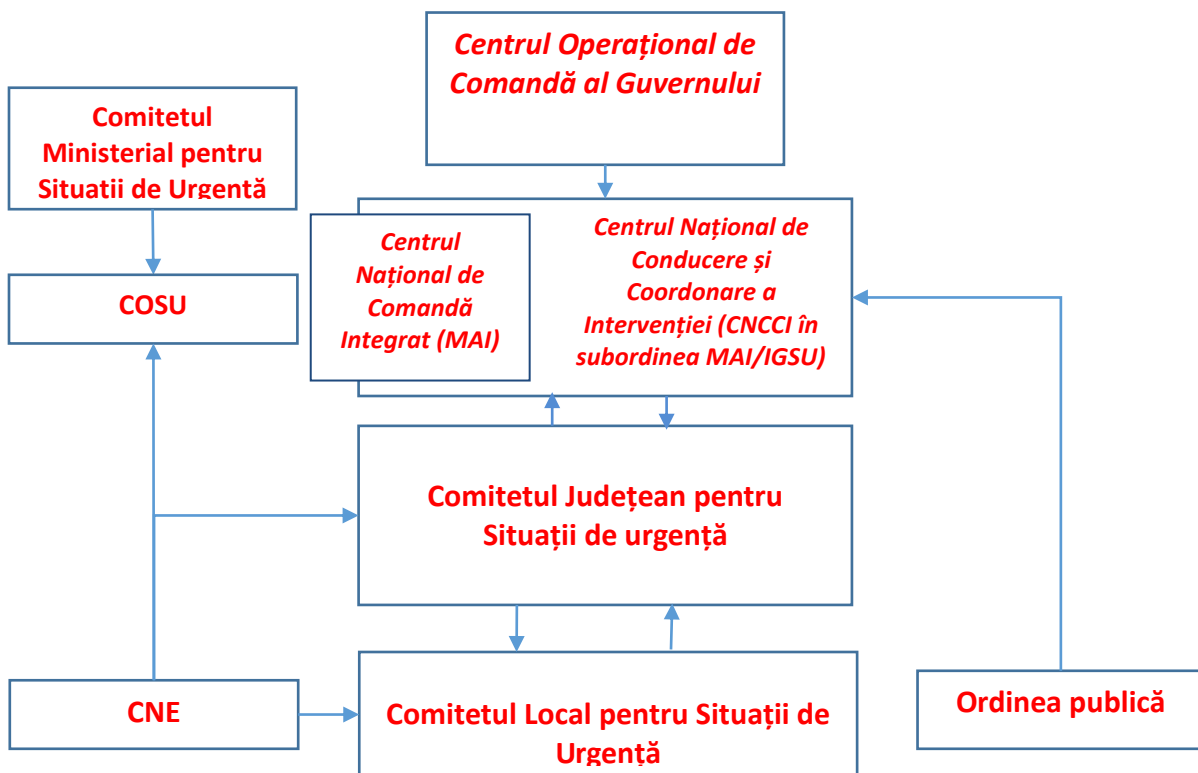 Centrul Operațional de
Comandă al Guvernului
Comitetul
Ministerial pentru
Situații de Urgență
Centrul
Național de
Comandă
Integrat (MAI)
Centrul Național de
Conducere și
Coordonare a
Intervenției (CNCCI în
subordinea MAI/IGSU)
COSU
Comitetul Județean pentru
Situații de urgență
CNE
Comitetul Local pentru Situații de
Urgență
Ordinea publică